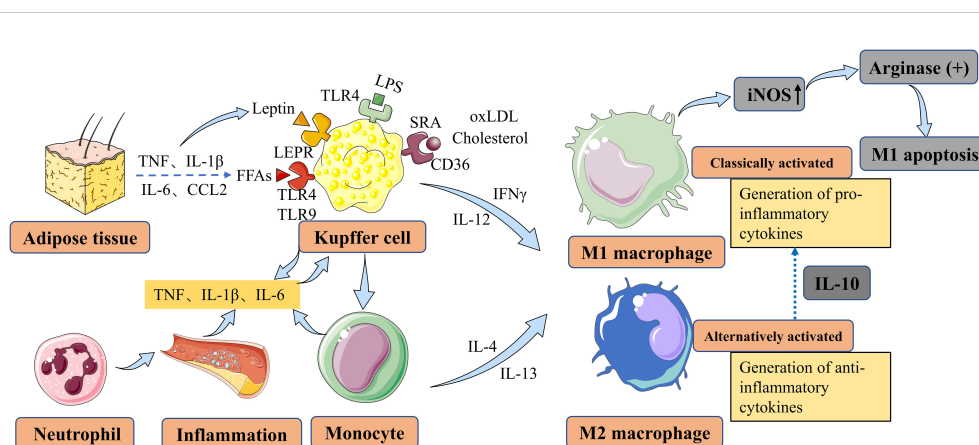 LPS
TLR4
Leptin
LEPR
FFAs
TLR4
TLR9
SRA
CD36
oxLDL
Cholesterol
TNF、IL-1β
IL-6、CCL2
Adipose tissue
Kupffer cell
IFNγ
IL-12
TNF、IL-1β、IL-6
IL-4
IL-13
Neutrophil
Inflammation
Monocyte
iNOS
Arginase (+)
M1 apoptosis
Classically activated
Generation of pro-
inflammatory
cytokines
M1 macrophage
IL-10
Alternatively activated
Generation of anti-
inflammatory
cytokines
M2 macrophage